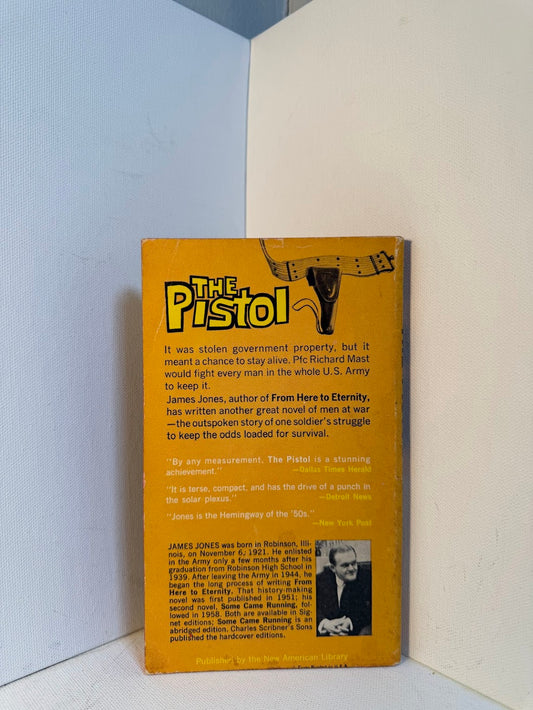 THE
PISTOL
It was stolen government property, but it
meant a chance to stay alive. Pfc Richard Mast
would fight every man in the whole U.S. Army
to keep it.
James Jones, author of From Here to Eternity,
has written another great novel of men at war
—the outspoken story of one soldier's struggle
to keep the odds loaded for survival.
"By any measurement, The Pistol is a stunning
achievement."
—Dallas Times Herald
"It is terse, compact, and has the drive of a punch in
the solar plexus."
—Detroit News
"Jones is the Hemingway of the '50s."
—New York Post
JAMES JONES was born in Robinson, Illi-
nois, on November 6, 1921. He enlisted
in the Army only a few months after his
graduation from Robinson High School in
1939. After leaving the Army in 1944, he
began the long process of writing From
Here to Eternity. That history-making
novel was first published in 1951; his
second novel, Some Came Running, fol-
lowed in 1958. Both are available in Sig-
net editions; Some Came Running is an
abridged edition. Charles Scribner's Sons
published the hardcover editions.
Published by the New American Library